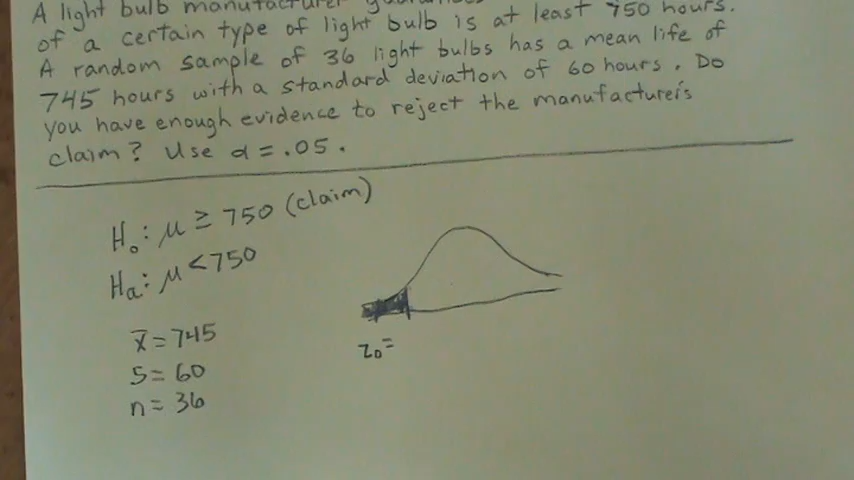 A light bulb manufacturer
of a certain type of light bulb is at least 750 hours.
A random sample of 36 light bulbs has a mean life of
745 hours with a standard deviation of 60 hours. Do
you have enough evidence to reject the manufacturer's
claim? Use α = .05.
H₀: μ ≥ 750 (claim)
Hₐ: μ < 750
x̄ = 745
s = 60
n = 36
z₀ =